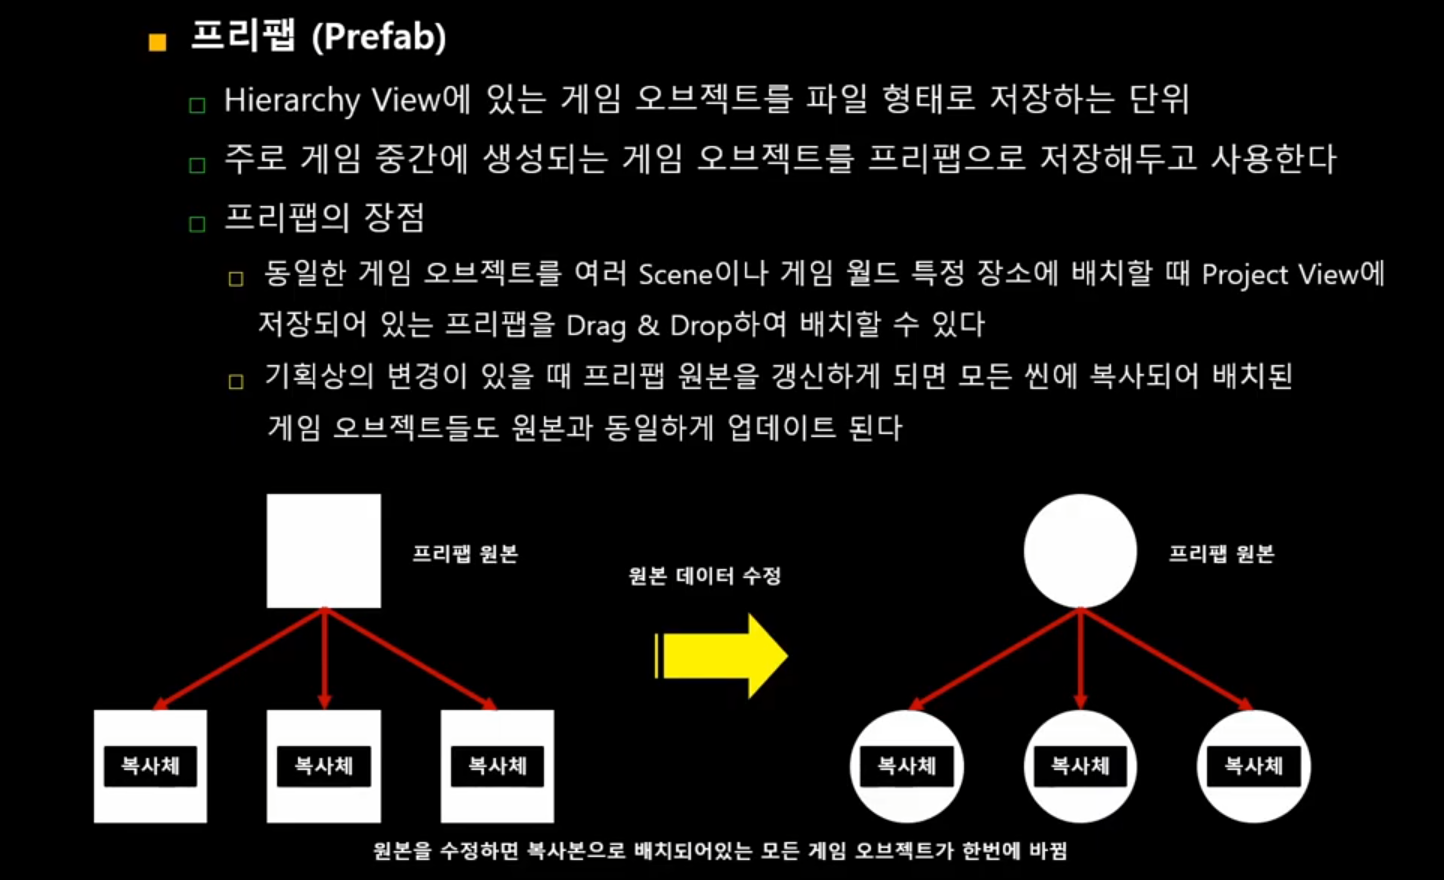 프리팹 (Prefab)
Hierarchy View에 있는 게임 오브젝트를 파일 형태로 저장하는 단위
주로 게임 중간에 생성되는 게임 오브젝트를 프리팹으로 저장해두고 사용한다
프리팹의 장점
동일한 게임 오브젝트를 여러 Scene이나 게임 월드 특정 장소에 배치할 때 Project View에
저장되어 있는 프리팹을 Drag & Drop하여 배치할 수 있다
기획상의 변경이 있을 때 프리팹 원본을 갱신하게 되면 모든 씬에 복사되어 배치된
게임 오브젝트들도 원본과 동일하게 업데이트 된다
프리팹 원본
원본 데이터 수정
프리팹 원본
복사체 복사체 복사체 복사체 복사체 복사체
원본을 수정하면 복사본으로 배치되어있는 모든 게임 오브젝트가 한번에 바뀜